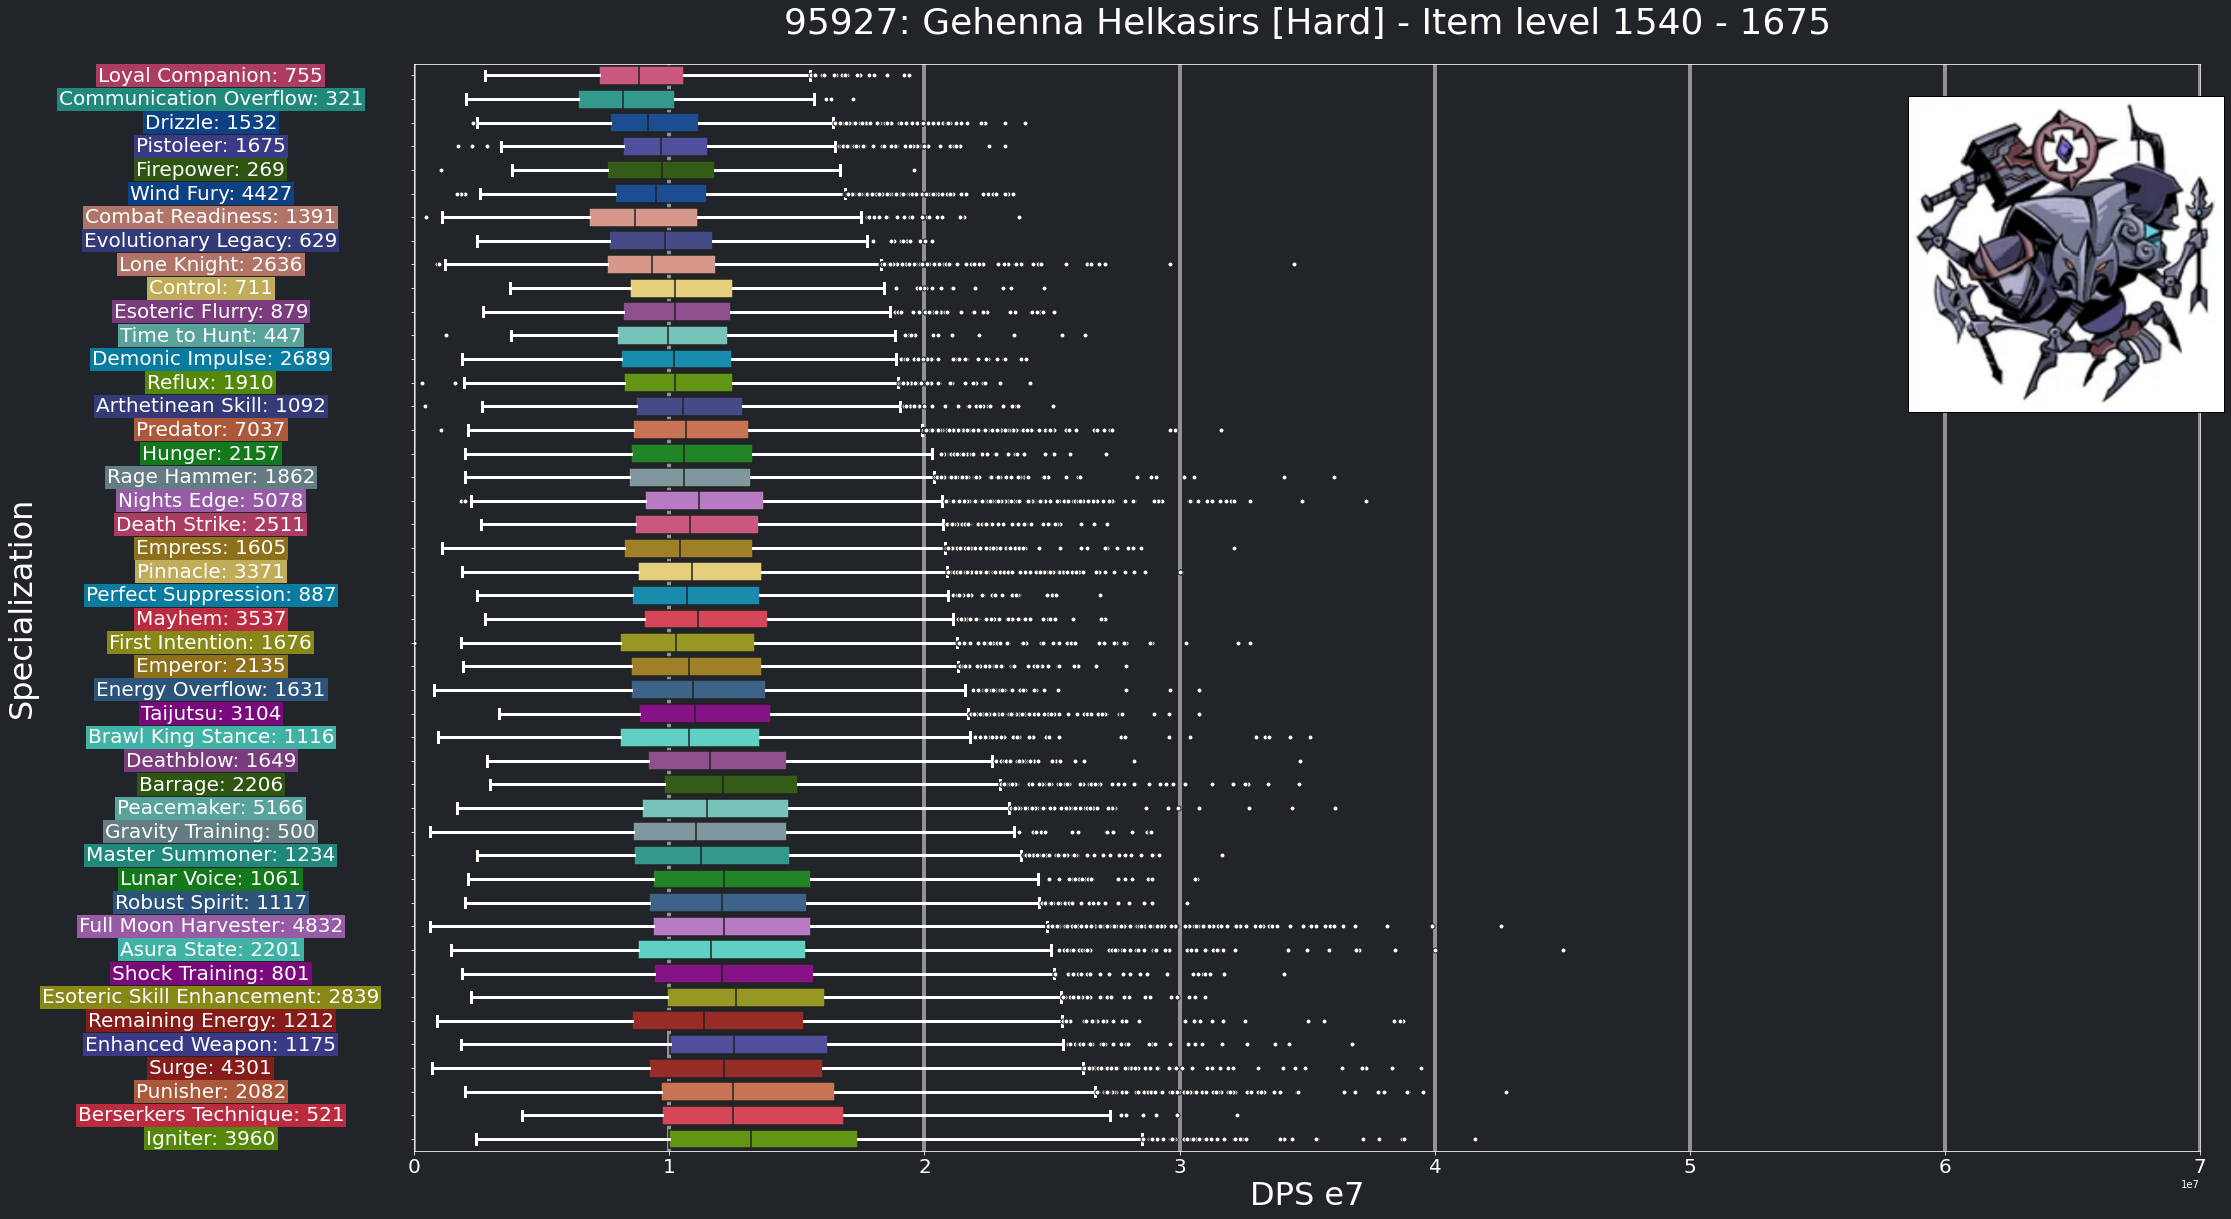 95927: Gehenna Helkasirs [Hard] - Item level 1540 - 1675
Specialization
Loyal Companion: 755
Communication Overflow: 321
Drizzle: 1532
Pistoleer: 1675
Firepower: 269
Wind Fury: 4427
Combat Readiness: 1391
Evolutionary Legacy: 629
Lone Knight: 2636
Control: 711
Esoteric Flurry: 879
Time to Hunt: 447
Demonic Impulse: 2689
Reflux: 1910
Arthetinean Skill: 1092
Predator: 7037
Hunger: 2157
Rage Hammer: 1862
Nights Edge: 5078
Death Strike: 2511
Empress: 1605
Pinnacle: 3371
Perfect Suppression: 887
Mayhem: 3537
First Intention: 1676
Emperor: 2135
Energy Overflow: 1631
Taijutsu: 3104
Brawl King Stance: 1116
Deathblow: 1649
Barrage: 2206
Peacemaker: 5166
Gravity Training: 500
Master Summoner: 1234
Lunar Voice: 1061
Robust Spirit: 1117
Full Moon Harvester: 4832
Asura State: 2201
Shock Training: 801
Esoteric Skill Enhancement: 2839
Remaining Energy: 1212
Enhanced Weapon: 1175
Surge: 4301
Punisher: 2082
Berserkers Technique: 521
Igniter: 3960
0 1 2 3 4 5 6 7
1e7
DPS e7